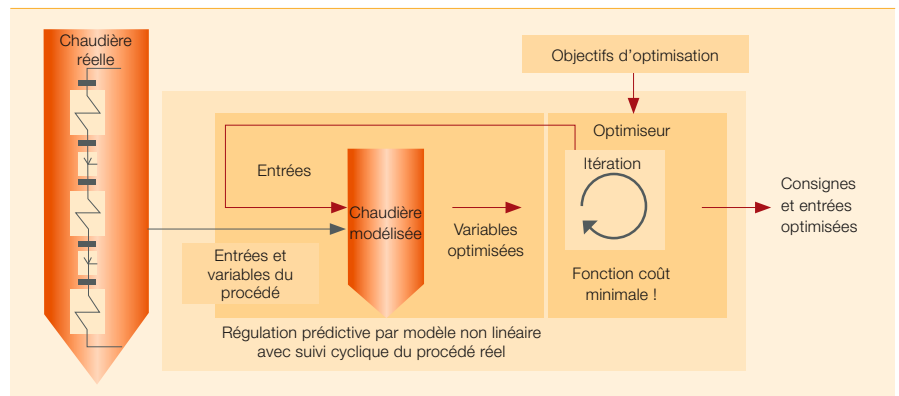 Chaudière
réelle
Objectifs d'optimisation
Optimiseur
Itération
Entrées
Chaudière
modélisée
Variables
optimisées
Consignes
et entrées
optimisées
Entrées et
variables du
procédé
Fonction coût
minimale !
Régulation prédictive par modèle non linéaire
avec suivi cyclique du procédé réel